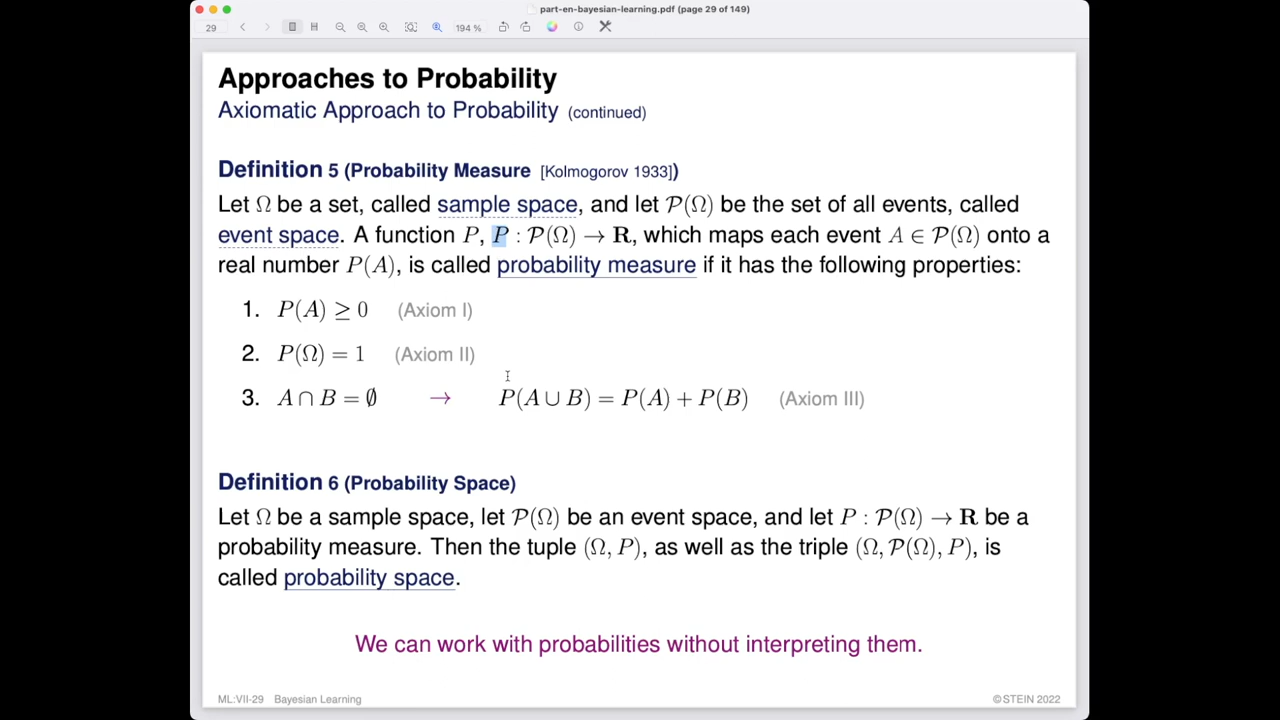 part-en-bayesian-learning.pdf (page 29 of 149)
29
194 %
Approaches to Probability
Axiomatic Approach to Probability (continued)
Definition 5 (Probability Measure [Kolmogorov 1933])
Let Ω be a set, called sample space, and let 𝒫(Ω) be the set of all events, called
event space. A function P, P : 𝒫(Ω) → R, which maps each event A ∈ 𝒫(Ω) onto a
real number P(A), is called probability measure if it has the following properties:
1. P(A) ≥ 0 (Axiom I)
2. P(Ω) = 1 (Axiom II)
3. A ∩ B = ∅ → P(A ∪ B) = P(A) + P(B) (Axiom III)
Definition 6 (Probability Space)
Let Ω be a sample space, let 𝒫(Ω) be an event space, and let P : 𝒫(Ω) → R be a
probability measure. Then the tuple (Ω, P), as well as the triple (Ω, 𝒫(Ω), P), is
called probability space.
We can work with probabilities without interpreting them.
ML:VII-29 Bayesian Learning ©STEIN 2022